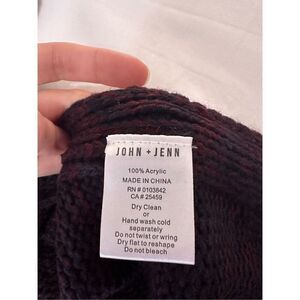 JOHN + JENN
100% Acrylic
MADE IN CHINA
RN # 0103842
CA # 25459
Dry Clean
or
Hand wash cold
separately
Do not twist or wring
Dry flat to reshape
Do not bleach